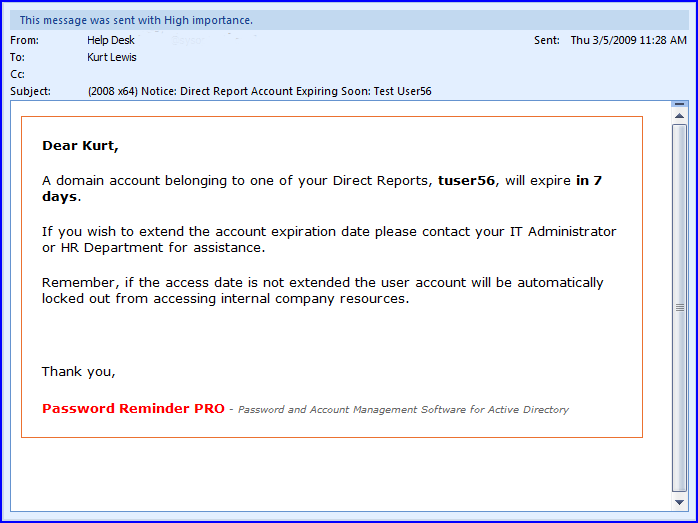 This message was sent with High importance.
From: Help Desk Sent: Thu 3/5/2009 11:28 AM
To: Kurt Lewis
Cc:
Subject: (2008 x64) Notice: Direct Report Account Expiring Soon: Test User56
Dear Kurt,
A domain account belonging to one of your Direct Reports, tuser56, will expire in 7
days.
If you wish to extend the account expiration date please contact your IT Administrator
or HR Department for assistance.
Remember, if the access date is not extended the user account will be automatically
locked out from accessing internal company resources.
Thank you,
Password Reminder PRO - Password and Account Management Software for Active Directory